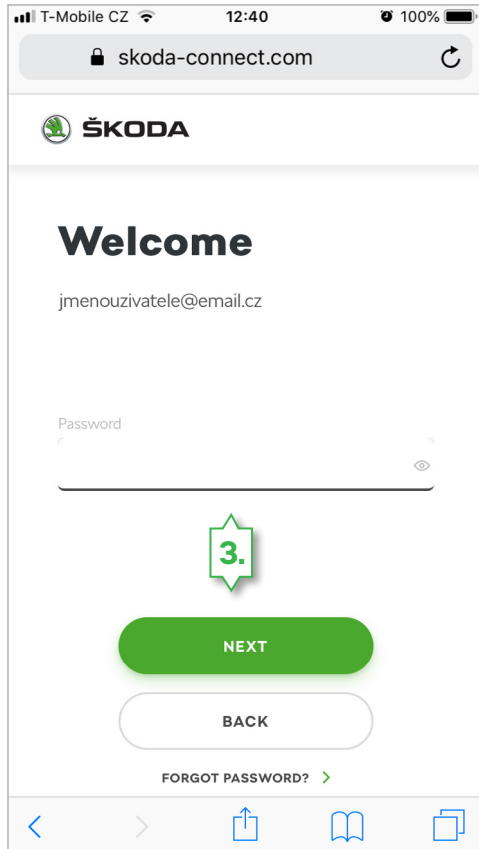 T-Mobile CZ 12:40 100%
skoda-connect.com
ŠKODA
Welcome
jmenouzivatele@email.cz
Password
3.
NEXT
BACK
FORGOT PASSWORD?